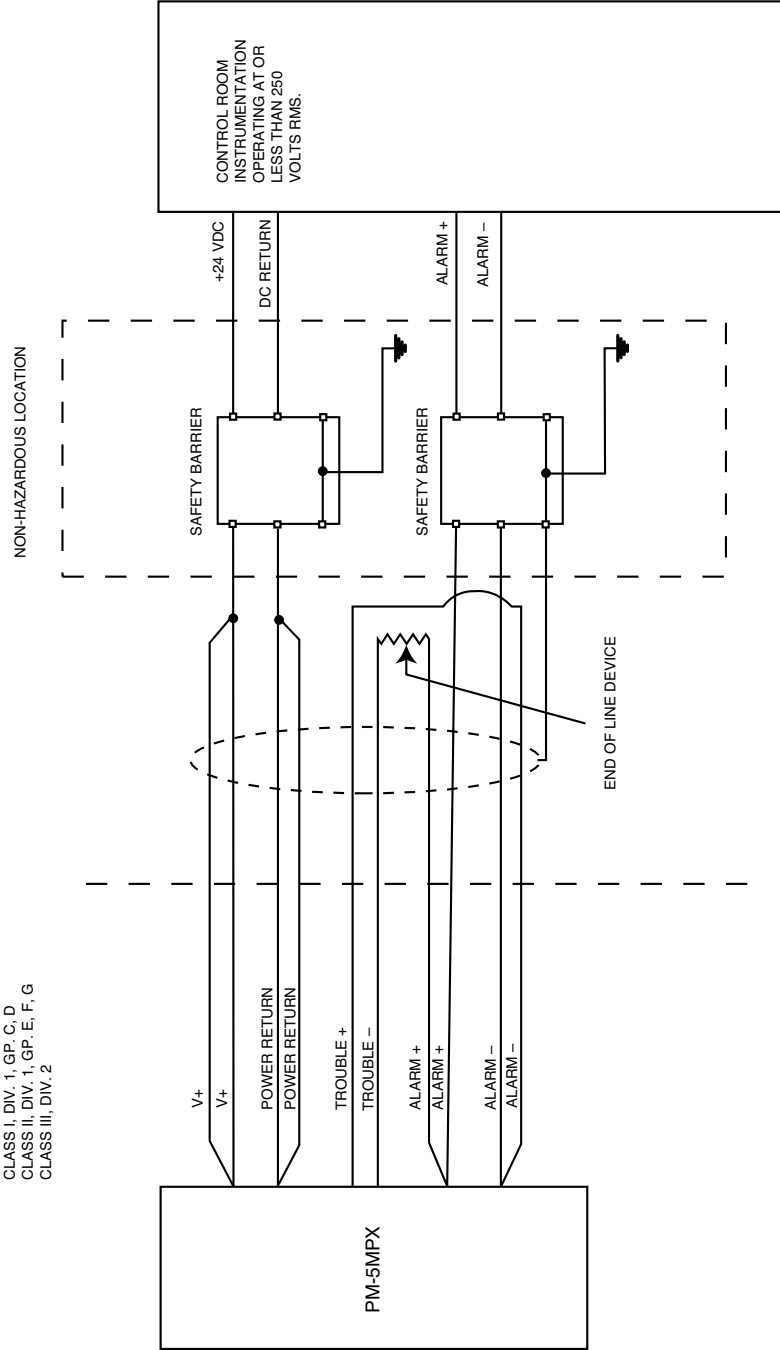 CLASS I, DIV. 1, GP. C, D
CLASS II, DIV. 1, GP. E, F, G
CLASS III, DIV. 2
NON-HAZARDOUS LOCATION
V+
V+
POWER RETURN
POWER RETURN
TROUBLE +
TROUBLE –
ALARM +
ALARM +
ALARM –
ALARM –
PM-5MPX
SAFETY BARRIER
SAFETY BARRIER
END OF LINE DEVICE
+24 VDC
DC RETURN
ALARM +
ALARM –
CONTROL ROOM
INSTRUMENTATION
OPERATING AT OR
LESS THAN 250
VOLTS RMS.